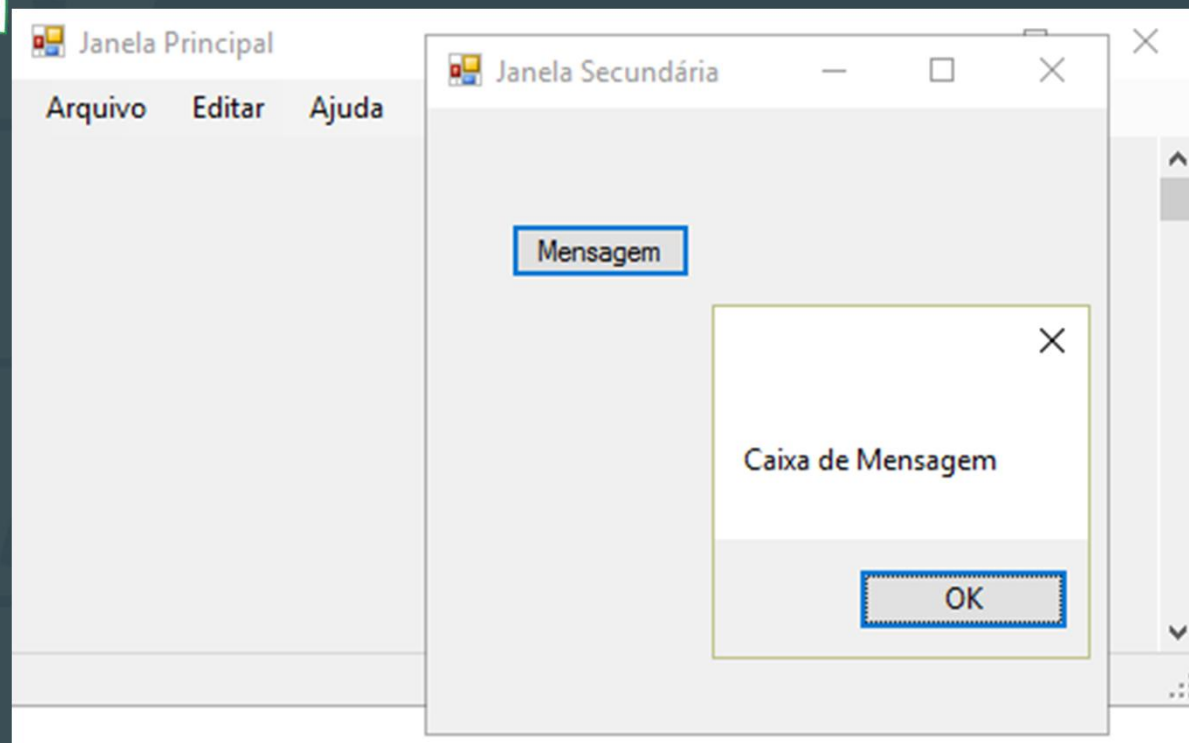 Janela Principal
Arquivo Editar Ajuda
Janela Secundária
Mensagem
Caixa de Mensagem
OK